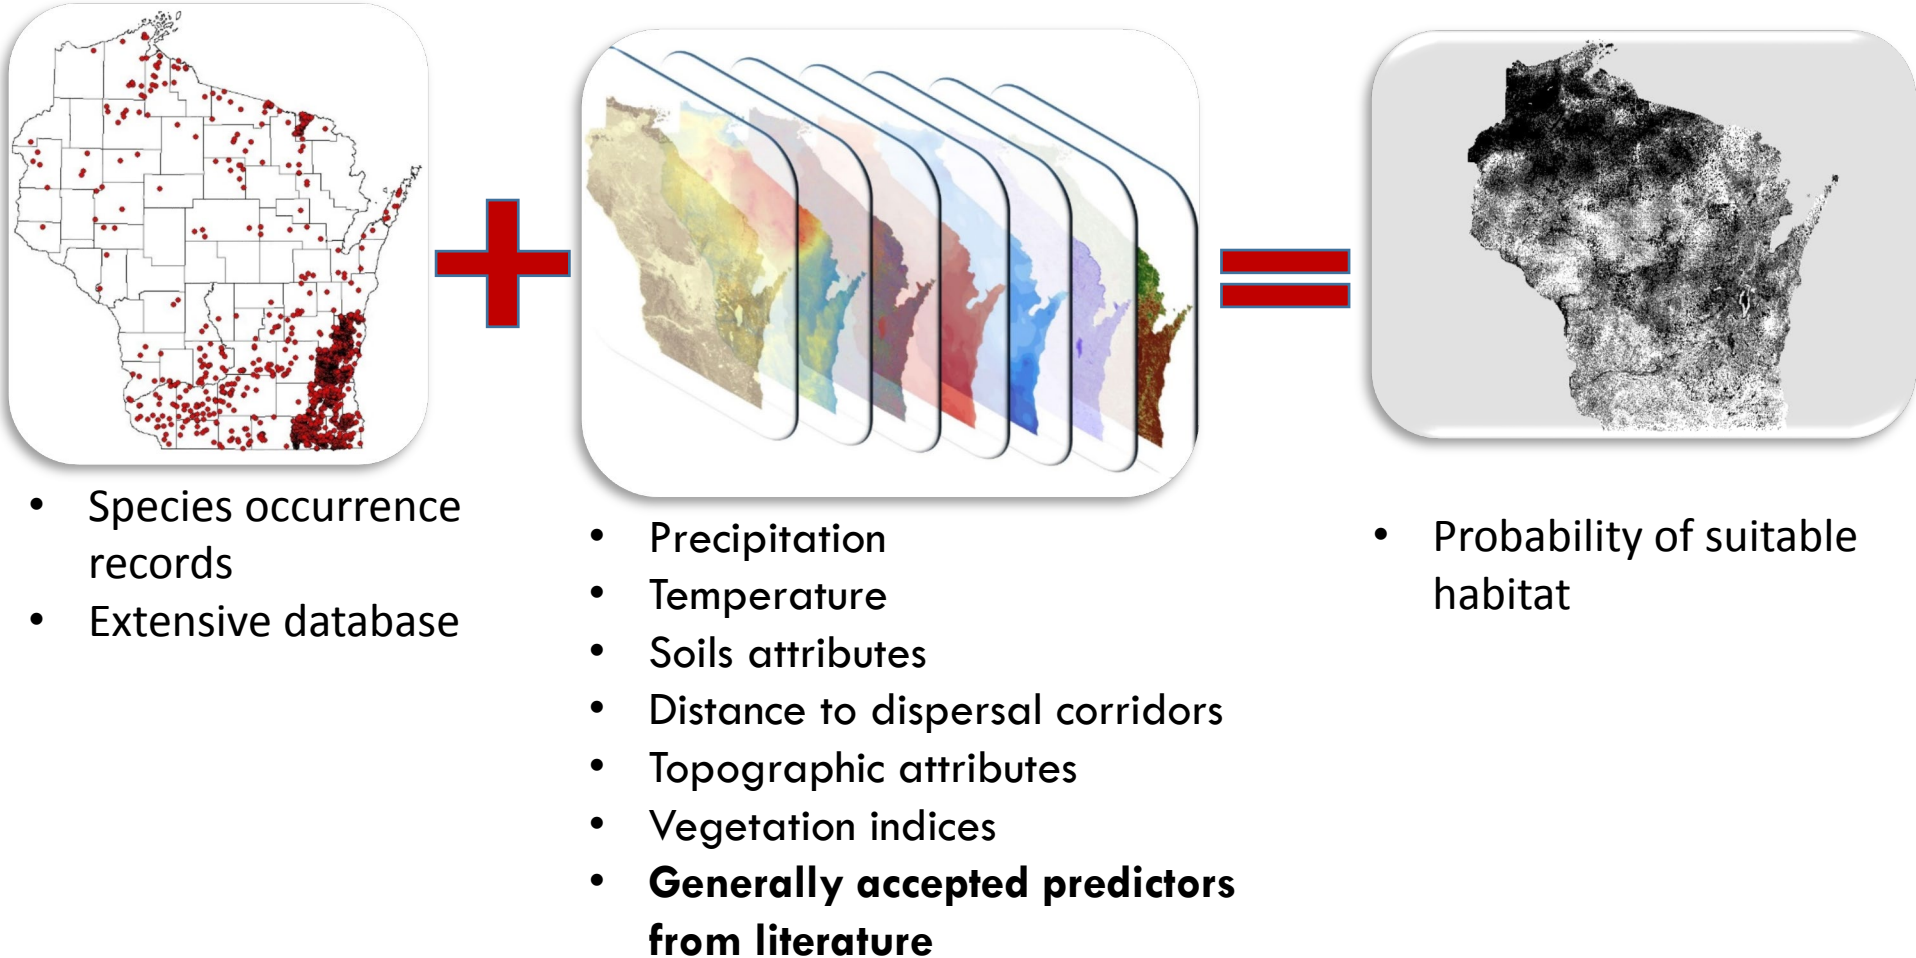 • Species occurrence
records
• Extensive database
• Precipitation
• Temperature
• Soils attributes
• Distance to dispersal corridors
• Topographic attributes
• Vegetation indices
• Generally accepted predictors
from literature
• Probability of suitable
habitat